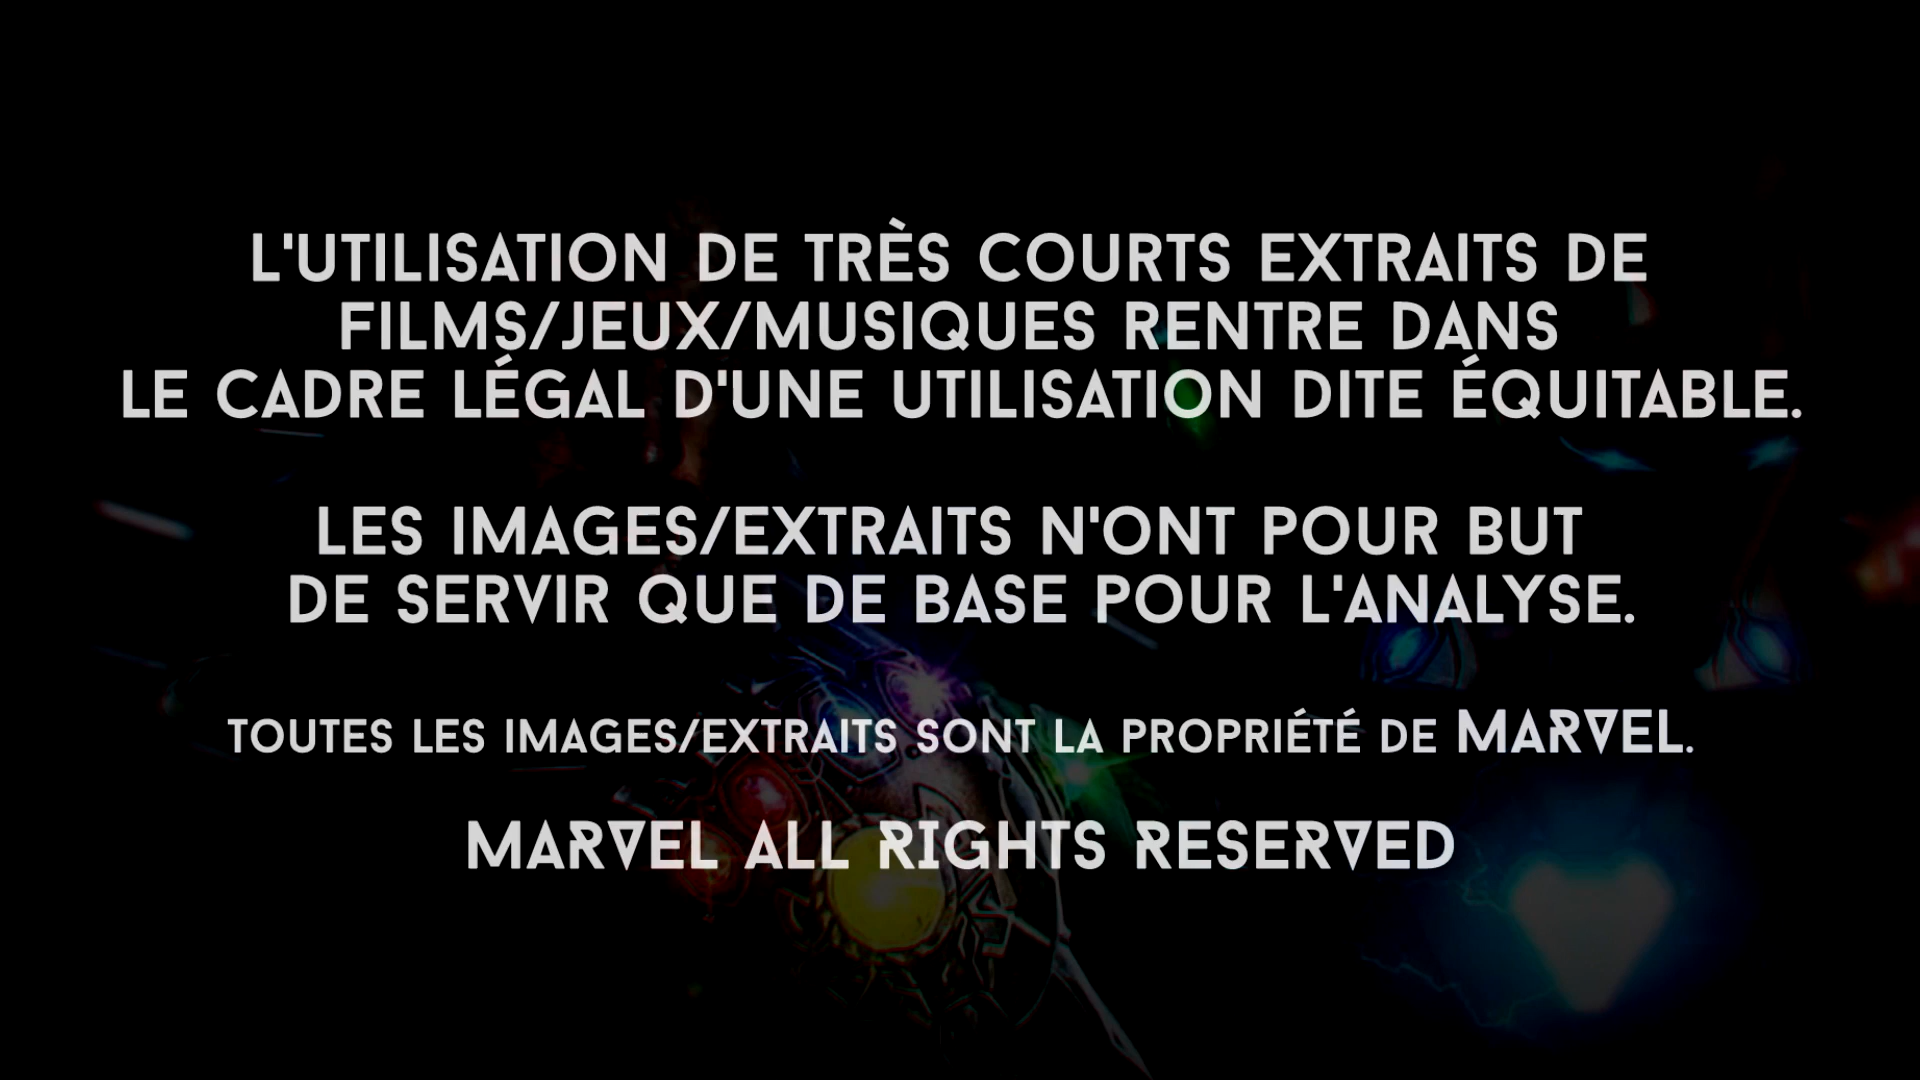 L'UTILISATION DE TRÈS COURTS EXTRAITS DE
FILMS/JEUX/MUSIQUES RENTRE DANS
LE CADRE LÉGAL D'UNE UTILISATION DITE ÉQUITABLE.
LES IMAGES/EXTRAITS N'ONT POUR BUT
DE SERVIR QUE DE BASE POUR L'ANALYSE.
TOUTES LES IMAGES/EXTRAITS SONT LA PROPRIÉTÉ DE MARVEL.
MARVEL ALL RIGHTS RESERVED